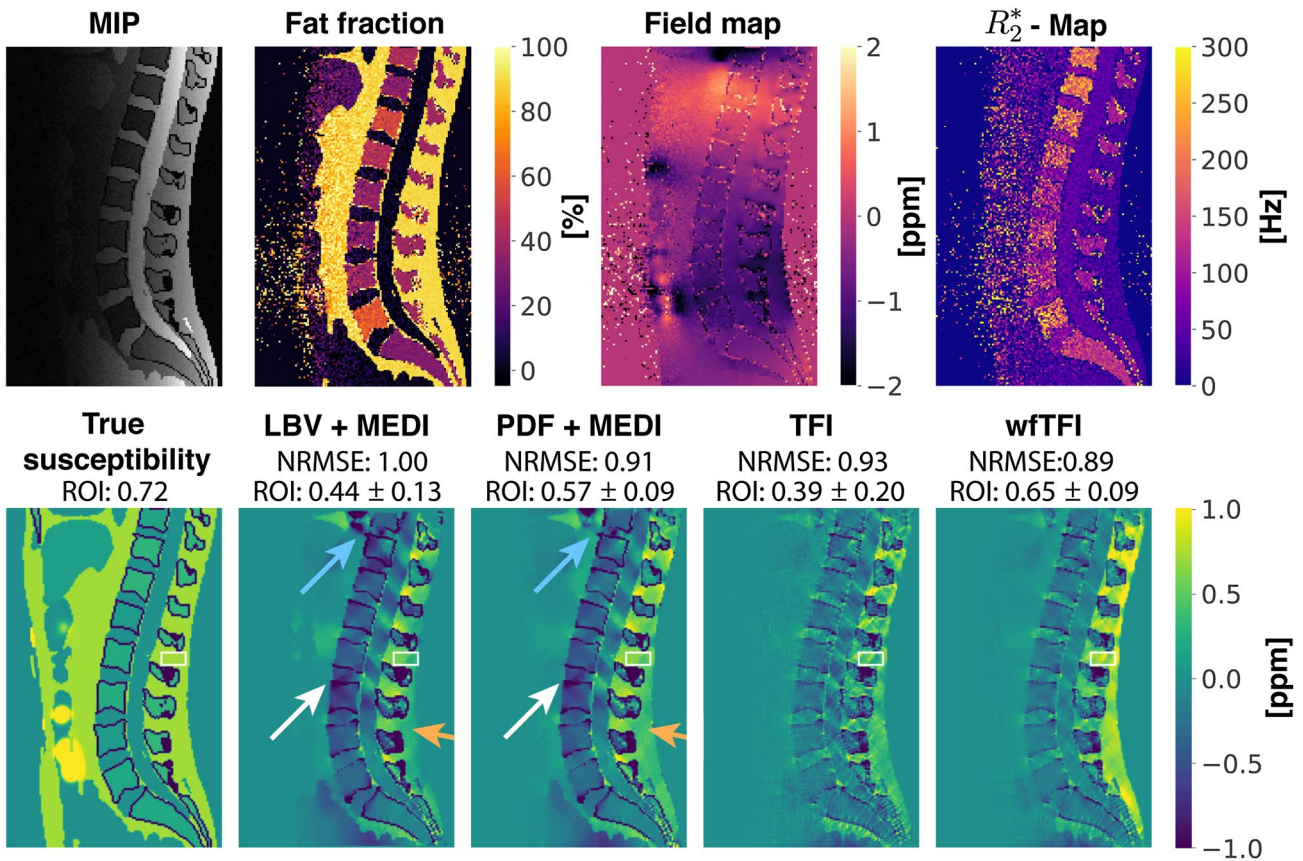 MIP
Fat fraction
Field map
R₂* - Map
100
80
60
40
20
0
[%]
2
1
0
−1
−2
[ppm]
300
250
200
150
100
50
0
[Hz]
True
susceptibility
ROI: 0.72
LBV + MEDI
NRMSE: 1.00
ROI: 0.44 ± 0.13
PDF + MEDI
NRMSE: 0.91
ROI: 0.57 ± 0.09
TFI
NRMSE: 0.93
ROI: 0.39 ± 0.20
wfTFI
NRMSE:0.89
ROI: 0.65 ± 0.09
1.0
0.5
0.0
−0.5
−1.0
[ppm]